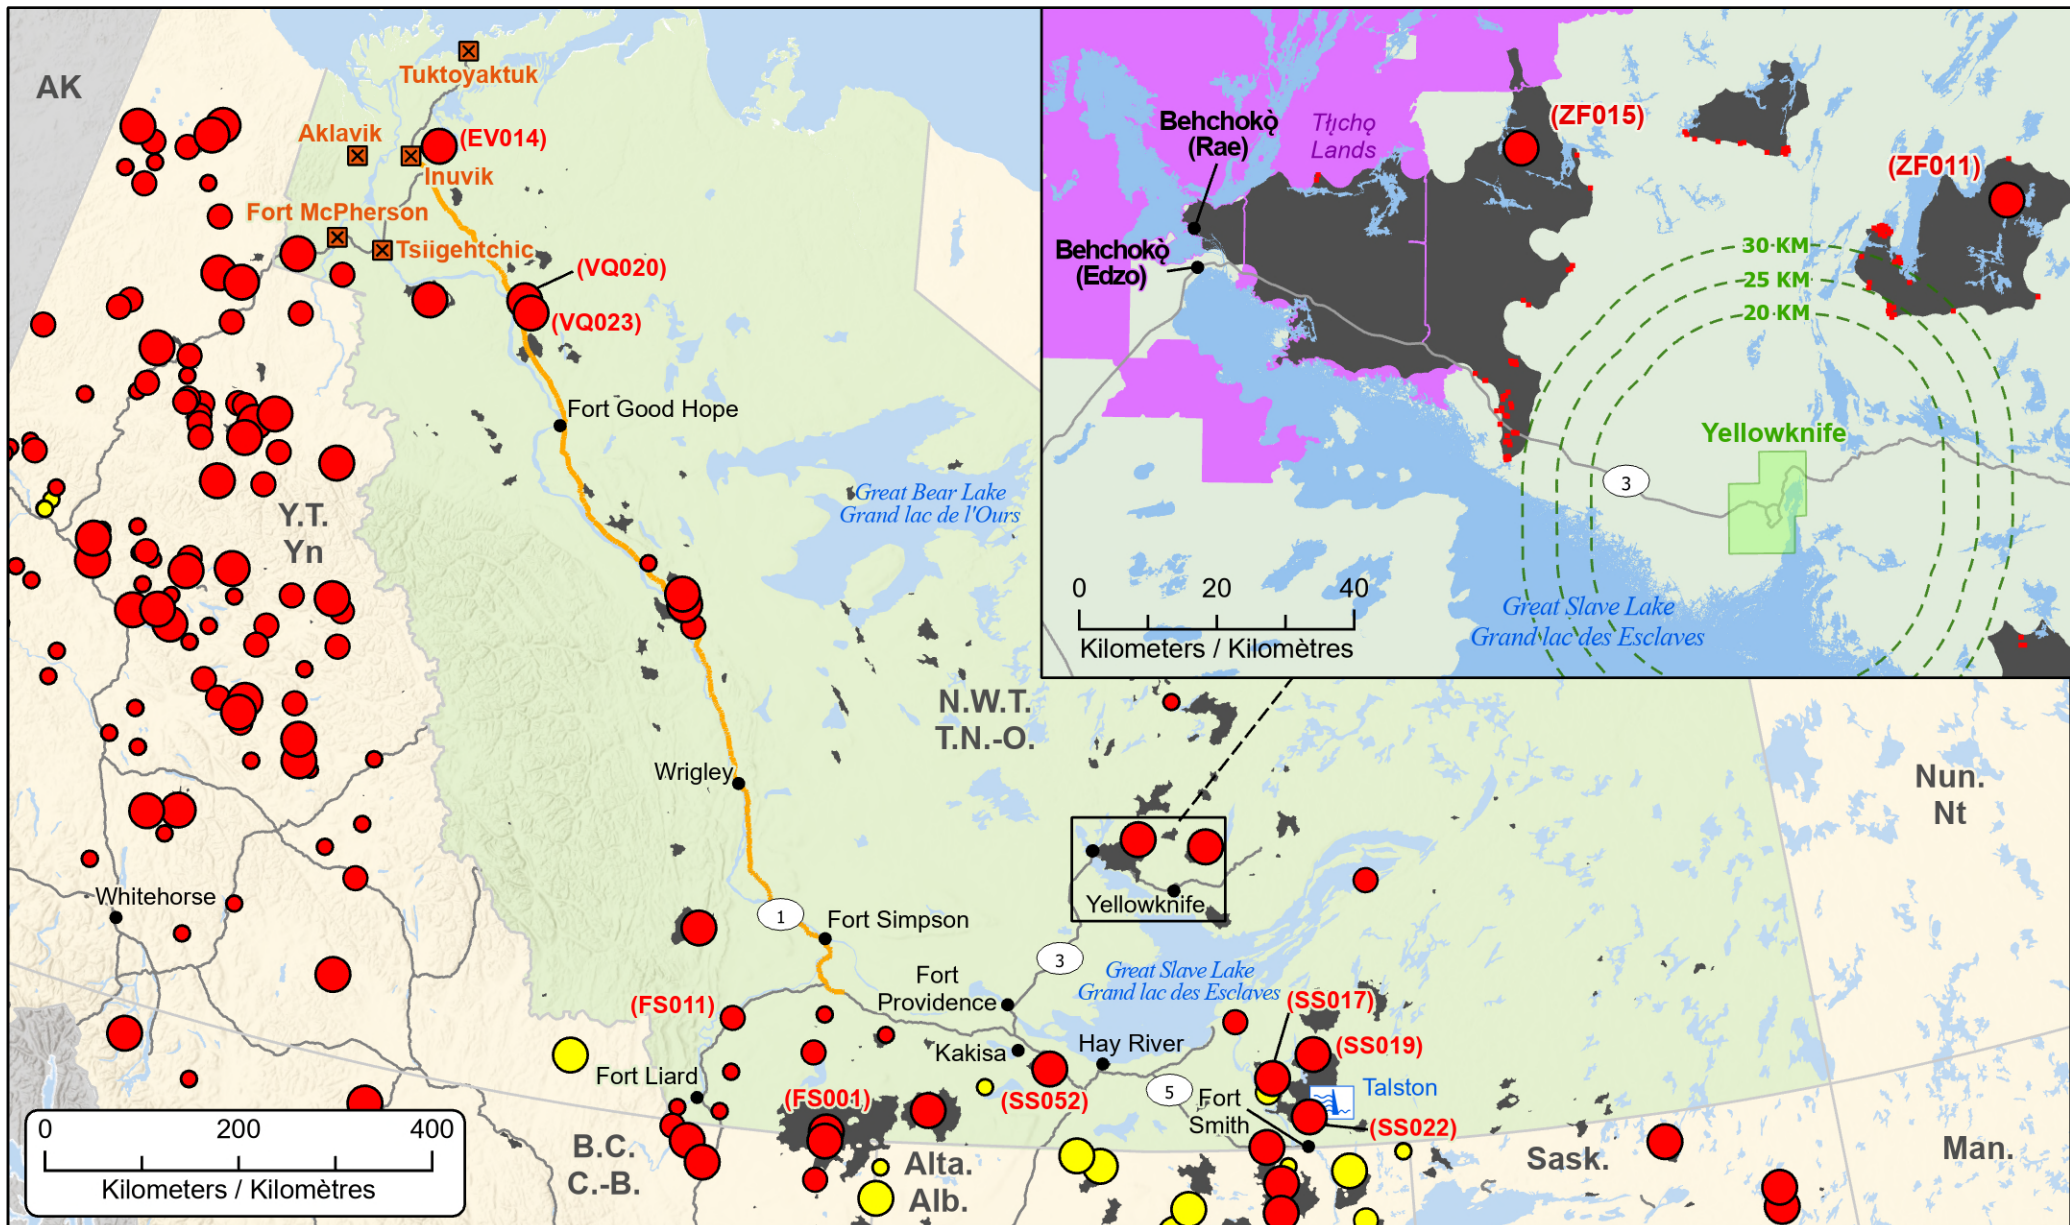 AK
Tuktoyaktuk
Aklavik
(EV014)
Inuvik
Fort McPherson
Tsiigehtchic
(VQ020)
(VQ023)
Fort Good Hope
Great Bear Lake
Grand lac de l'Ours
Y.T.
Yn
N.W.T.
T.N.-O.
Wrigley
Whitehorse
1
Fort Simpson
Yellowknife
3
Fort
Providence
Great Slave Lake
Grand lac des Esclaves
(FS011)
(SS017)
Kakisa
Hay River
(SS019)
Fort Liard
(FS001)
(SS052)
5
Fort
Smith
Talston
(SS022)
B.C.
C.-B.
Alta.
Alb.
Sask.
Man.
Nun.
Nt
0 200 400
Kilometers / Kilomètres
Behchokǫ̀
(Rae)
Tłı̨chǫ
Lands
(ZF015)
(ZF011)
Behchokǫ̀
(Edzo)
30 KM
25 KM
20 KM
Yellowknife
3
0 20 40
Kilometers / Kilomètres
Great Slave Lake
Grand lac des Esclaves